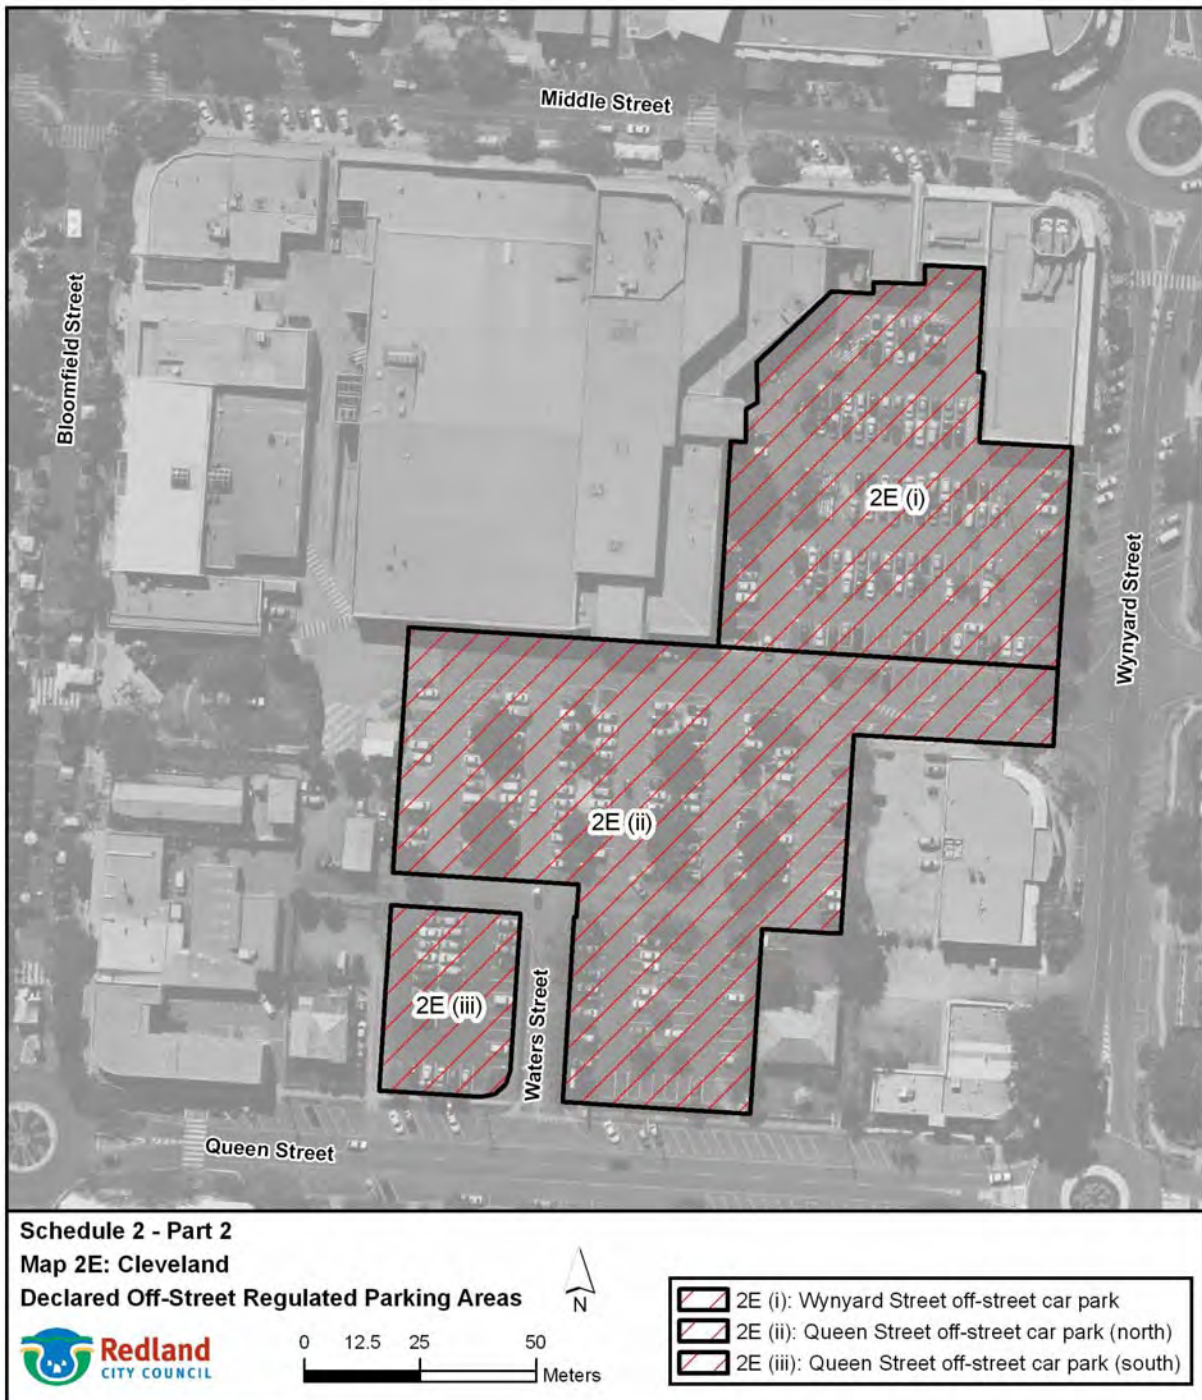 Middle Street
Bloomfield Street
2E (i)
Wynyard Street
2E (ii)
2E (iii)
Waters Street
Queen Street
Schedule 2 - Part 2
Map 2E: Cleveland
Declared Off-Street Regulated Parking Areas
N
Redland
CITY COUNCIL
0 12.5 25 50
Meters
2E (i): Wynyard Street off-street car park
2E (ii): Queen Street off-street car park (north)
2E (iii): Queen Street off-street car park (south)